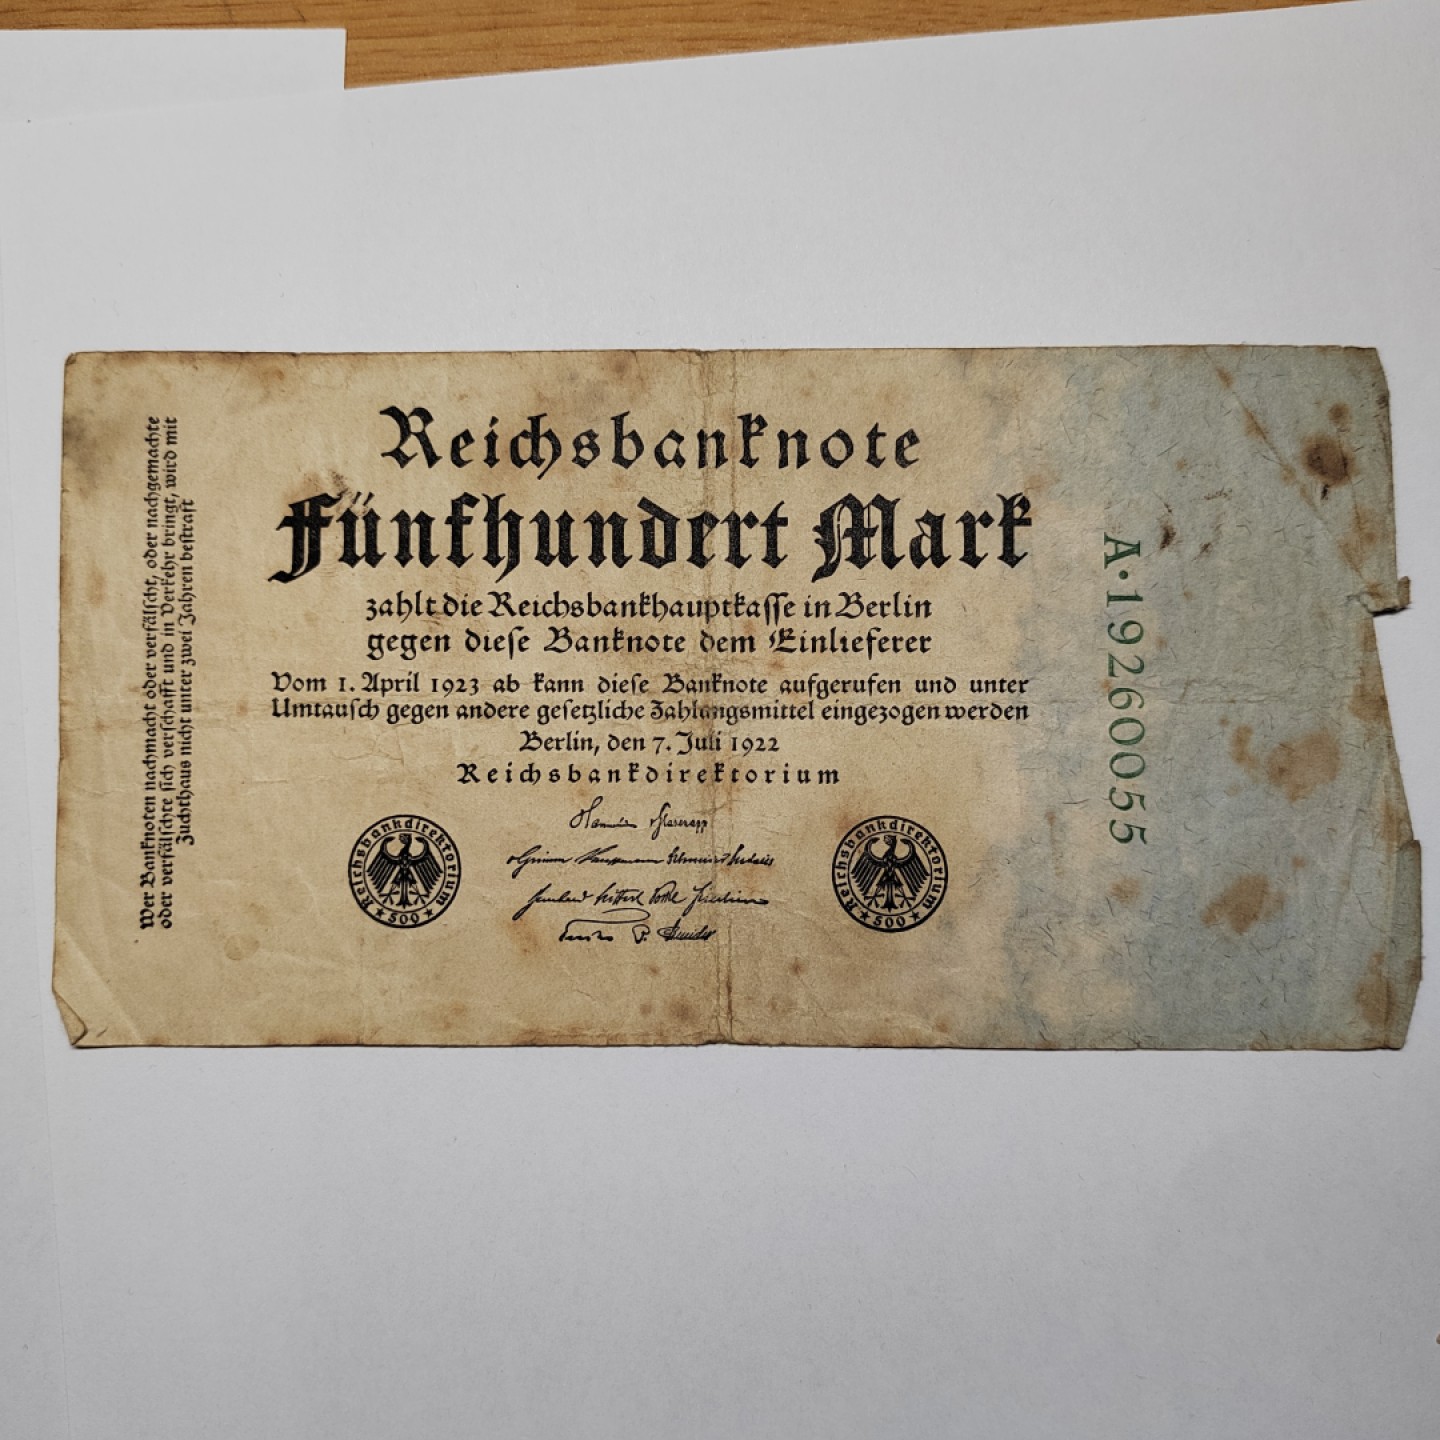 Reichsbanknote
Fünfhundert Mark
zahlt die Reichsbankhauptkasse in Berlin
gegen diese Banknote dem Einlieferer
Vom 1. April 1923 ab kann diese Banknote aufgerufen und unter
Umtausch gegen andere gesetzliche Zahlungsmittel eingezogen werden
Berlin, den 7. Juli 1922
Reichsbankdirektorium
Reichsbankdirektorium
★ 500 ★
Reichsbankdirektorium
★ 500 ★
Wer Banknoten nachmacht oder verfälscht, oder nachgemachte
oder verfälschte sich verschafft und in Verkehr bringt, wird mit
Zuchthaus nicht unter zwei Jahren bestraft
A·19260055